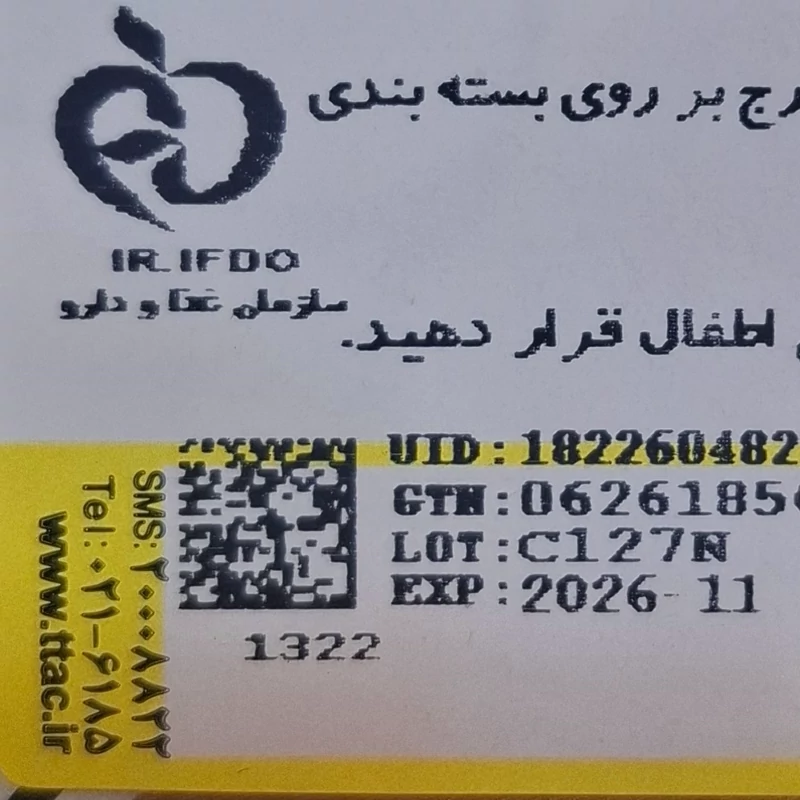 بر روی بسته بندی
IR.IFDO
سازمان غذا و دارو
اطفال قرار دهید.
UID:182260482
GTN:0626185
LOT:C127N
EXP:2026-11
1322
SMS:۲۰۰۰۸۸۲۲
Tel:۰۲۱-۶۱۸۵
www.ttac.ir